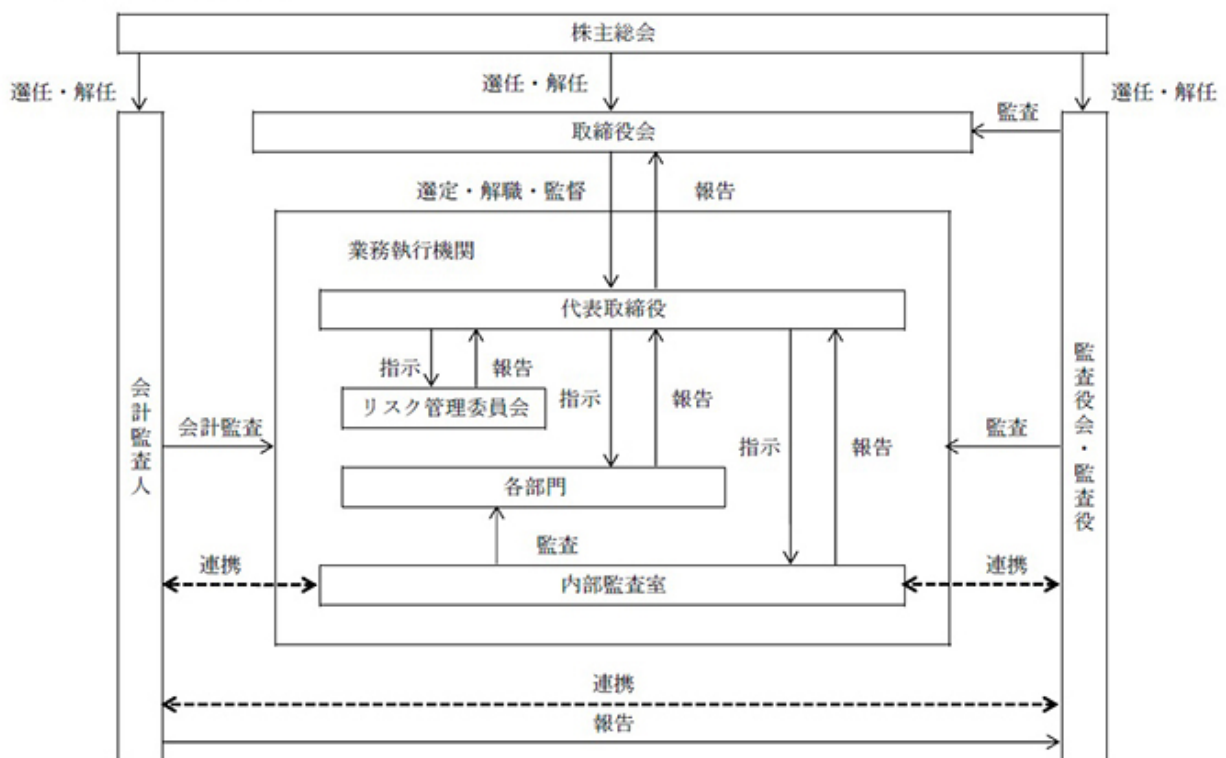 株主総会
選任・解任
選任・解任
選任・解任
取締役会
監査
選定・解職・監督
報告
業務執行機関
代表取締役
指示
報告
リスク管理委員会
指示
報告
会計監査人
会計監査
指示
報告
監査
監査役会・監査役
各部門
監査
連携
内部監査室
連携
連携
報告